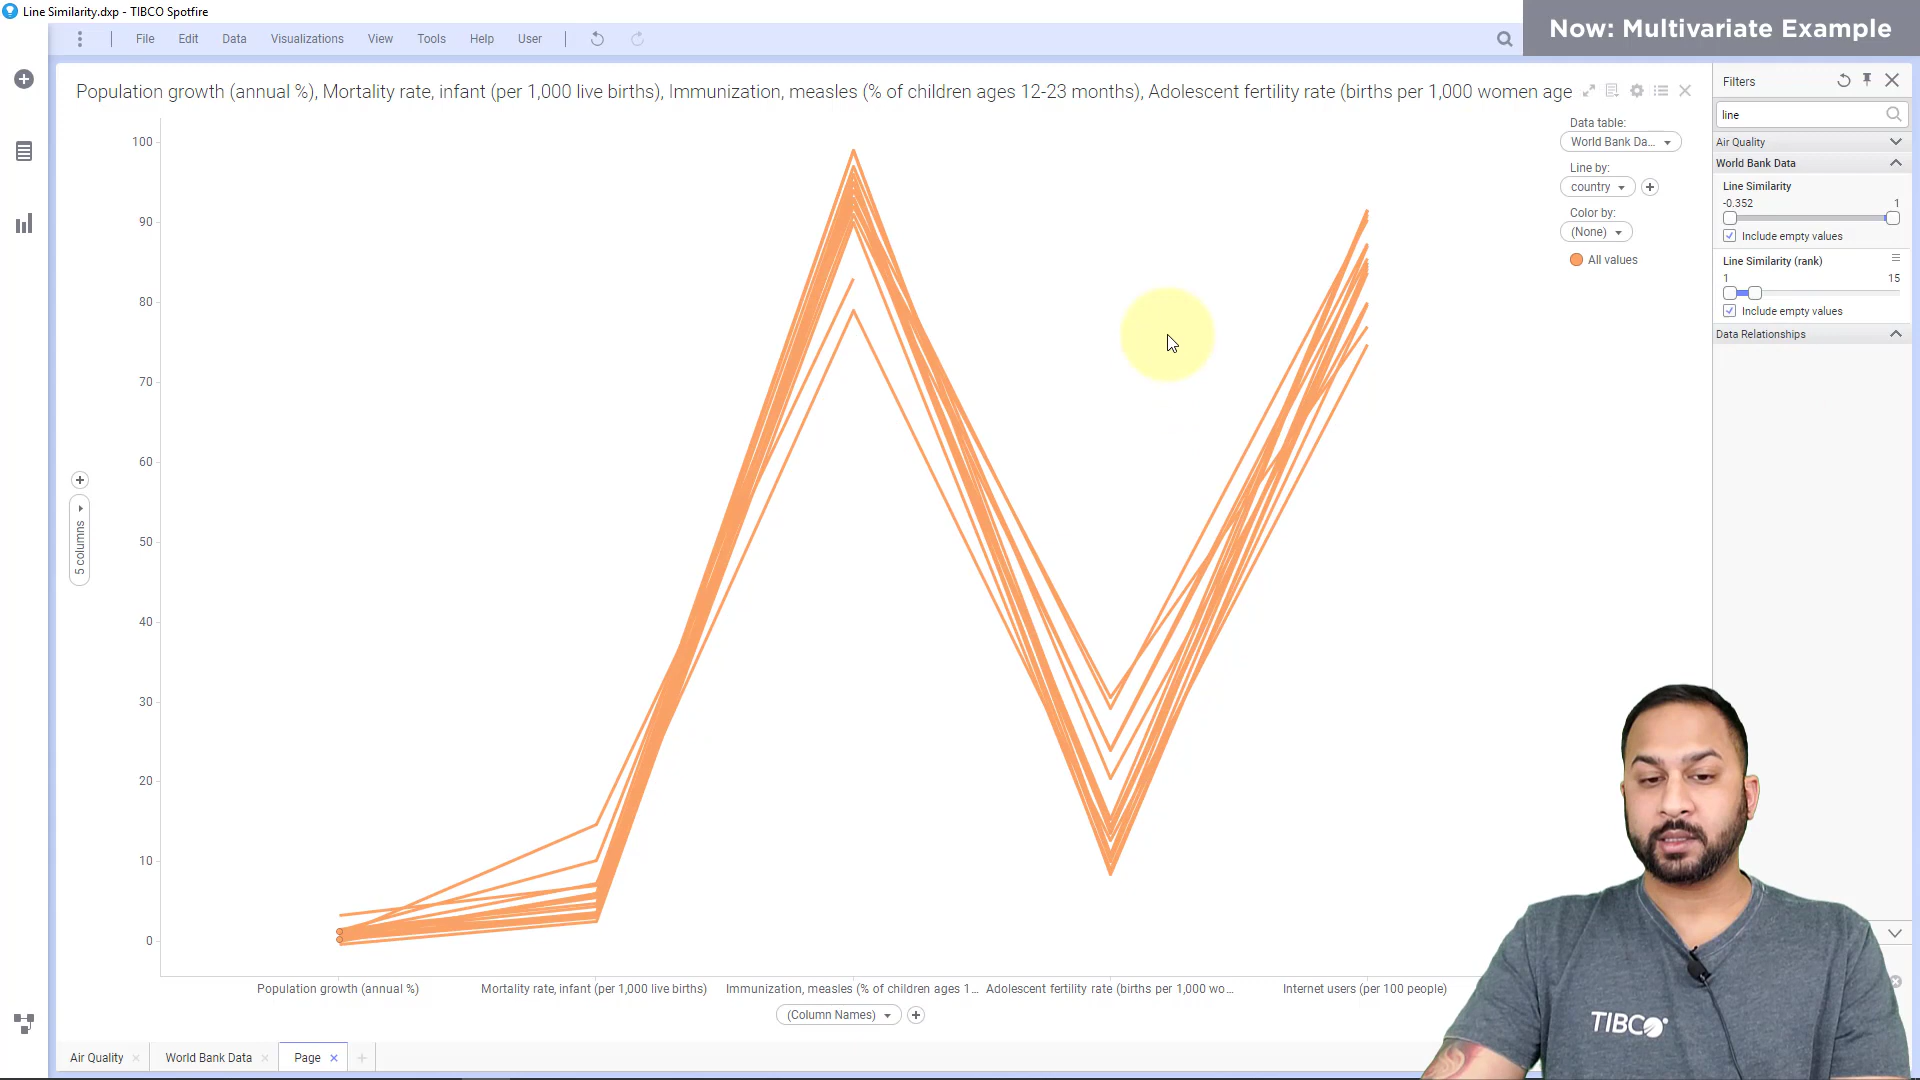 Line Similarity.dxp - TIBCO Spotfire
Now: Multivariate Example
File Edit Data Visualizations View Tools Help User
Population growth (annual %), Mortality rate, infant (per 1,000 live births), Immunization, measles (% of children ages 12-23 months), Adolescent fertility rate (births per 1,000 women age
Data table:
World Bank Da...
Line by:
country
Color by:
(None)
All values
Filters
line
Air Quality
World Bank Data
Line Similarity
-0.352 1
Include empty values
Line Similarity (rank)
1 15
Include empty values
Data Relationships
100
90
80
70
60
50
40
30
20
10
0
5 columns
Population growth (annual %)
Mortality rate, infant (per 1,000 live births)
Immunization, measles (% of children ages 1...
Adolescent fertility rate (births per 1,000 wo...
Internet users (per 100 people)
(Column Names)
Air Quality
World Bank Data
Page
TIBCO